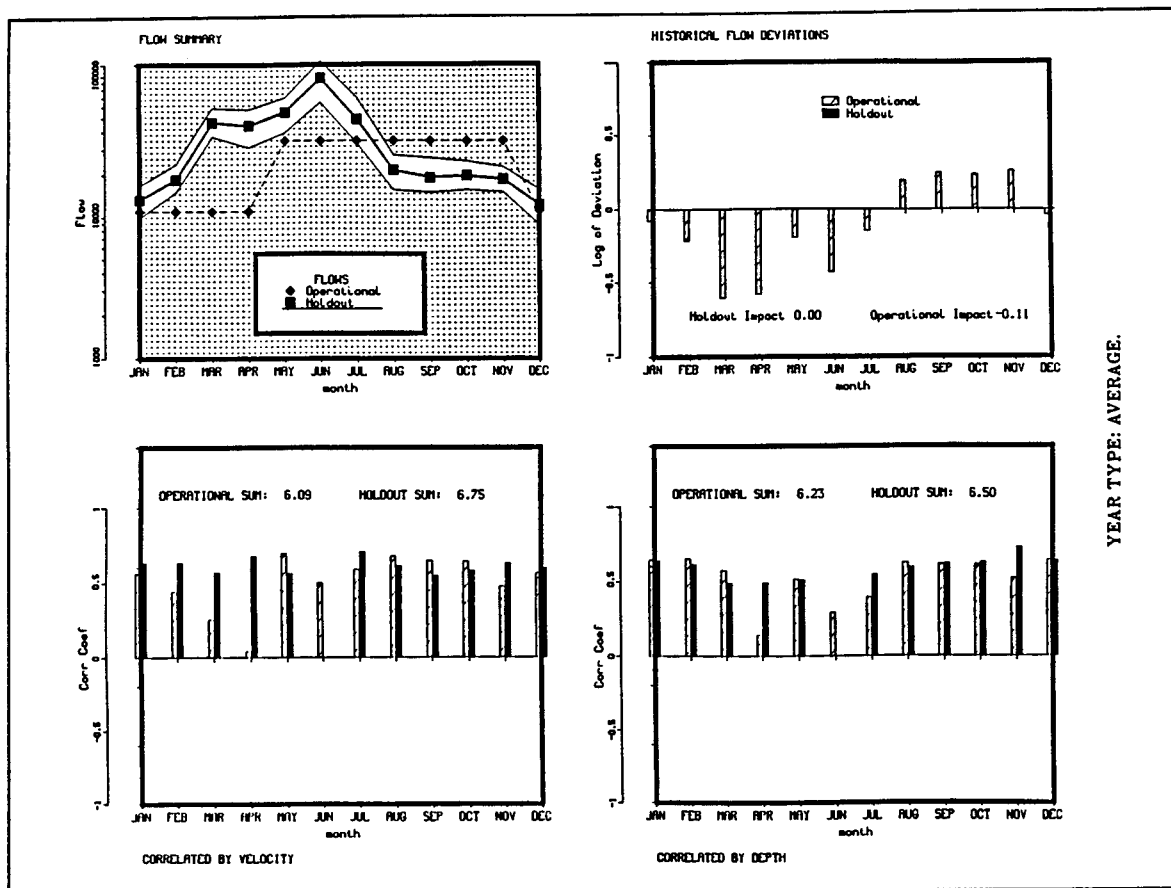 FLOW SUMMARY
100000
10000
1000
Flow
FLOWS
Operational
Holdout
JAN FEB MAR APR MAY JUN JUL AUG SEP OCT NOV DEC
month
HISTORICAL FLOW DEVIATIONS
Operational
Holdout
0.5
0
-0.5
-1
Log of Deviation
Holdout Impact 0.00 Operational Impact -0.11
JAN FEB MAR APR MAY JUN JUL AUG SEP OCT NOV DEC
month
YEAR TYPE: AVERAGE.
OPERATIONAL SUM: 6.09 HOLDOUT SUM: 6.75
1
0.5
0
-0.5
-1
Corr Coef
JAN FEB MAR APR MAY JUN JUL AUG SEP OCT NOV DEC
month
CORRELATED BY VELOCITY
OPERATIONAL SUM: 6.23 HOLDOUT SUM: 6.50
1
0.5
0
-0.5
-1
Corr Coef
JAN FEB MAR APR MAY JUN JUL AUG SEP OCT NOV DEC
month
CORRELATED BY DEPTH